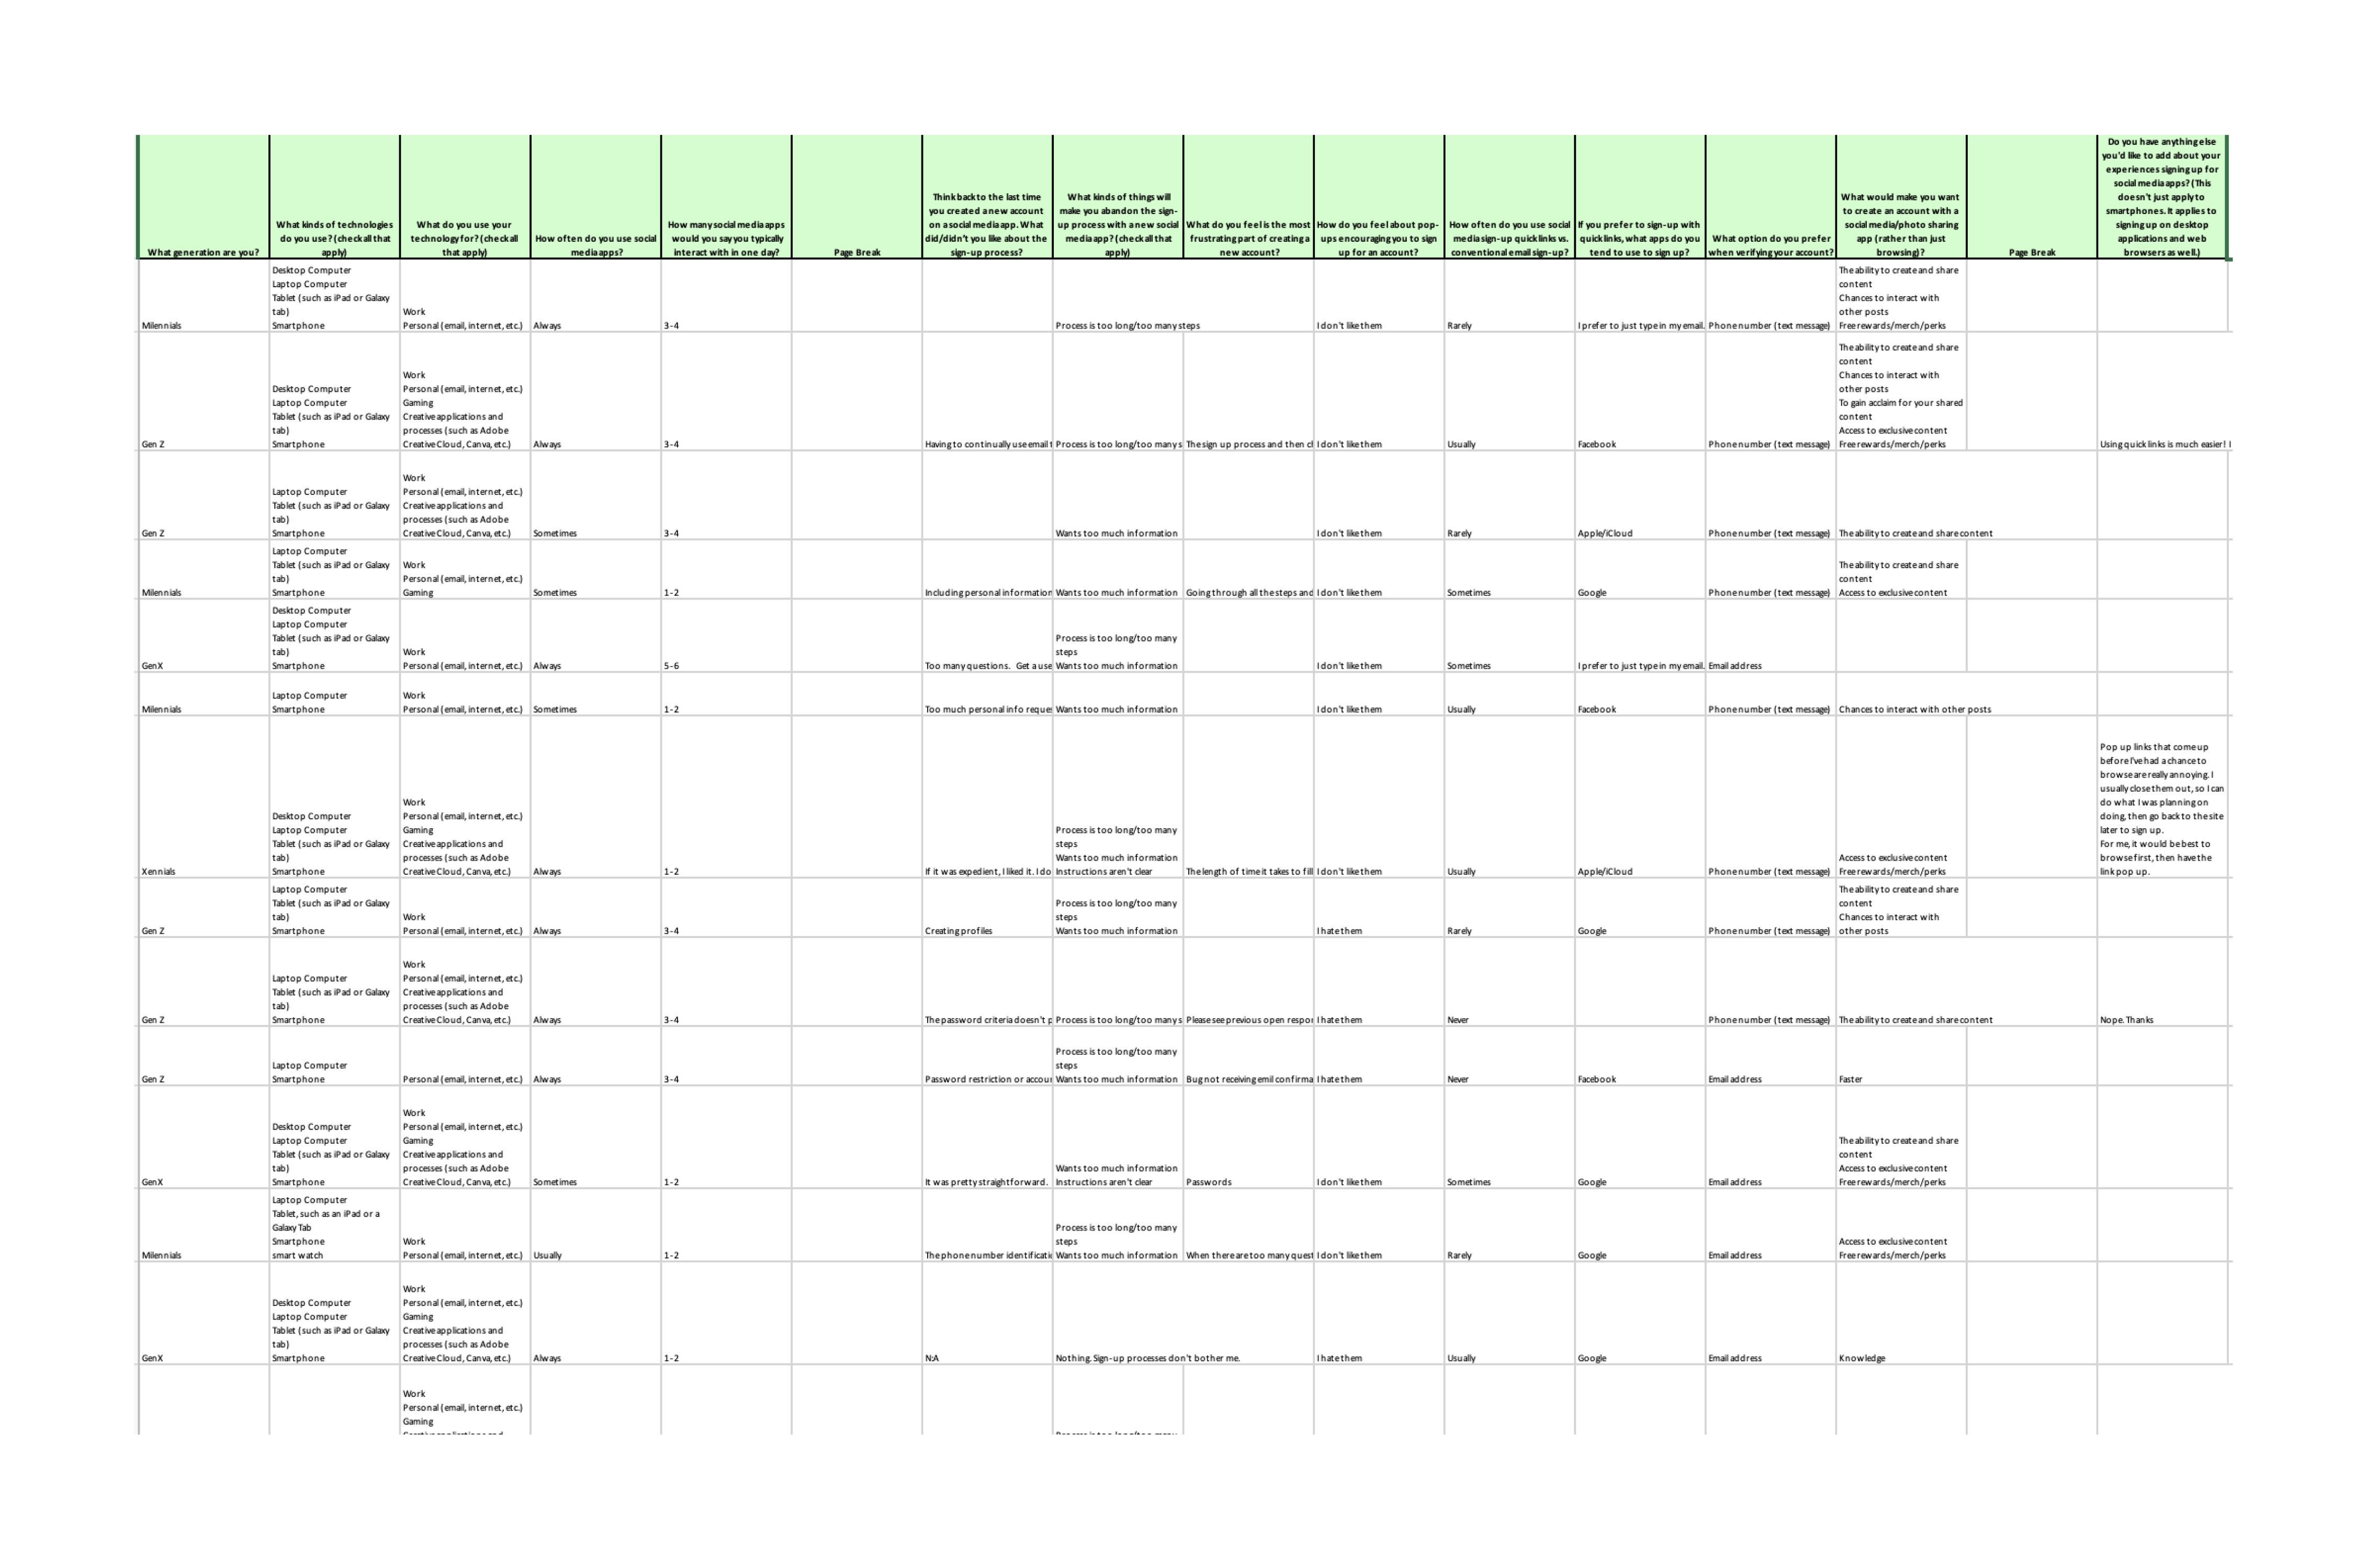 What generation are you?
What kinds of technologies
do you use? (check all that
apply)
What do you use your
technology for? (check all
that apply)
How often do you use social
media apps?
How many social media apps
would you say you typically
interact with in one day?
Page Break
Think back to the last time
you created a new account
on a social media app. What
did/didn't you like about the
sign-up process?
What kinds of things will
make you abandon the sign-
up process with a new social
media app? (check all that
apply)
What do you feel is the most
frustrating part of creating a
new account?
How do you feel about pop-
ups encouraging you to sign
up for an account?
How often do you use social
media sign-up quick links vs.
conventional email sign-up?
If you prefer to sign-up with
quick links, what apps do you
tend to use to sign up?
What option do you prefer
when verifying your account?
What would make you want
to create an account with a
social media/photo sharing
app (rather than just
browsing)?
Page Break
Do you have anything else
you'd like to add about your
experiences signing up for
social media apps? (This
doesn't just apply to
smartphones. It applies to
signing up on desktop
applications and web
browsers as well.)
Milennials
Desktop Computer
Laptop Computer
Tablet (such as iPad or Galaxy
tab)
Smartphone
Work
Personal (email, internet, etc.)
Always
3-4
Process is too long/too many steps
I don't like them
Rarely
I prefer to just type in my email.
Phone number (text message)
The ability to create and share
content
Chances to interact with
other posts
Free rewards/merch/perks
Gen Z
Desktop Computer
Laptop Computer
Tablet (such as iPad or Galaxy
tab)
Smartphone
Work
Personal (email, internet, etc.)
Gaming
Creative applications and
processes (such as Adobe
Creative Cloud, Canva, etc.)
Always
3-4
Having to continually use email t
Process is too long/too many s
The sign up process and then cl
I don't like them
Usually
Facebook
Phone number (text message)
The ability to create and share
content
Chances to interact with
other posts
To gain acclaim for your shared
content
Access to exclusive content
Free rewards/merch/perks
Using quick links is much easier! I
Gen Z
Laptop Computer
Tablet (such as iPad or Galaxy
tab)
Smartphone
Work
Personal (email, internet, etc.)
Creative applications and
processes (such as Adobe
Creative Cloud, Canva, etc.)
Sometimes
3-4
Wants too much information
I don't like them
Rarely
Apple/iCloud
Phone number (text message)
The ability to create and share content
Milennials
Laptop Computer
Tablet (such as iPad or Galaxy
tab)
Smartphone
Work
Personal (email, internet, etc.)
Gaming
Sometimes
1-2
Including personal information
Wants too much information
Going through all the steps and
I don't like them
Sometimes
Google
Phone number (text message)
The ability to create and share
content
Access to exclusive content
GenX
Desktop Computer
Laptop Computer
Tablet (such as iPad or Galaxy
tab)
Smartphone
Work
Personal (email, internet, etc.)
Always
5-6
Too many questions. Get a use
Process is too long/too many
steps
Wants too much information
I don't like them
Sometimes
I prefer to just type in my email.
Email address
Milennials
Laptop Computer
Smartphone
Work
Personal (email, internet, etc.)
Sometimes
1-2
Too much personal info reque
Wants too much information
I don't like them
Usually
Facebook
Phone number (text message)
Chances to interact with other posts
Xennials
Desktop Computer
Laptop Computer
Tablet (such as iPad or Galaxy
tab)
Smartphone
Work
Personal (email, internet, etc.)
Gaming
Creative applications and
processes (such as Adobe
Creative Cloud, Canva, etc.)
Always
1-2
If it was expedient, I liked it. I do
Process is too long/too many
steps
Wants too much information
Instructions aren't clear
The length of time it takes to fill
I don't like them
Usually
Apple/iCloud
Phone number (text message)
Access to exclusive content
Free rewards/merch/perks
Pop up links that come up
before I've had a chance to
browse are really annoying. I
usually close them out, so I can
do what I was planning on
doing, then go back to the site
later to sign up.
For me, it would be best to
browse first, then have the
link pop up.
Gen Z
Laptop Computer
Tablet (such as iPad or Galaxy
tab)
Smartphone
Work
Personal (email, internet, etc.)
Always
3-4
Creating profiles
Process is too long/too many
steps
Wants too much information
I hate them
Rarely
Google
Phone number (text message)
The ability to create and share
content
Chances to interact with
other posts
Gen Z
Laptop Computer
Tablet (such as iPad or Galaxy
tab)
Smartphone
Work
Personal (email, internet, etc.)
Creative applications and
processes (such as Adobe
Creative Cloud, Canva, etc.)
Always
3-4
The password criteria doesn't p
Process is too long/too many s
Please see previous open respor
I hate them
Never
Phone number (text message)
The ability to create and share content
Nope. Thanks
Gen Z
Laptop Computer
Smartphone
Personal (email, internet, etc.)
Always
3-4
Password restriction or accour
Process is too long/too many
steps
Wants too much information
Bug not receiving emil confirma
I hate them
Never
Facebook
Email address
Faster
GenX
Desktop Computer
Laptop Computer
Tablet (such as iPad or Galaxy
tab)
Smartphone
Work
Personal (email, internet, etc.)
Gaming
Creative applications and
processes (such as Adobe
Creative Cloud, Canva, etc.)
Sometimes
1-2
It was pretty straightforward.
Wants too much information
Instructions aren't clear
Passwords
I don't like them
Sometimes
Google
Email address
The ability to create and share
content
Access to exclusive content
Free rewards/merch/perks
Milennials
Laptop Computer
Tablet, such as an iPad or a
Galaxy Tab
Smartphone
smart watch
Work
Personal (email, internet, etc.)
Usually
1-2
The phone number identificatio
Process is too long/too many
steps
Wants too much information
When there are too many quest
I don't like them
Rarely
Google
Email address
Access to exclusive content
Free rewards/merch/perks
GenX
Desktop Computer
Laptop Computer
Tablet (such as iPad or Galaxy
tab)
Smartphone
Work
Personal (email, internet, etc.)
Gaming
Creative applications and
processes (such as Adobe
Creative Cloud, Canva, etc.)
Always
1-2
N:A
Nothing. Sign-up processes don't bother me.
I hate them
Usually
Google
Email address
Knowledge
Work
Personal (email, internet, etc.)
Gaming